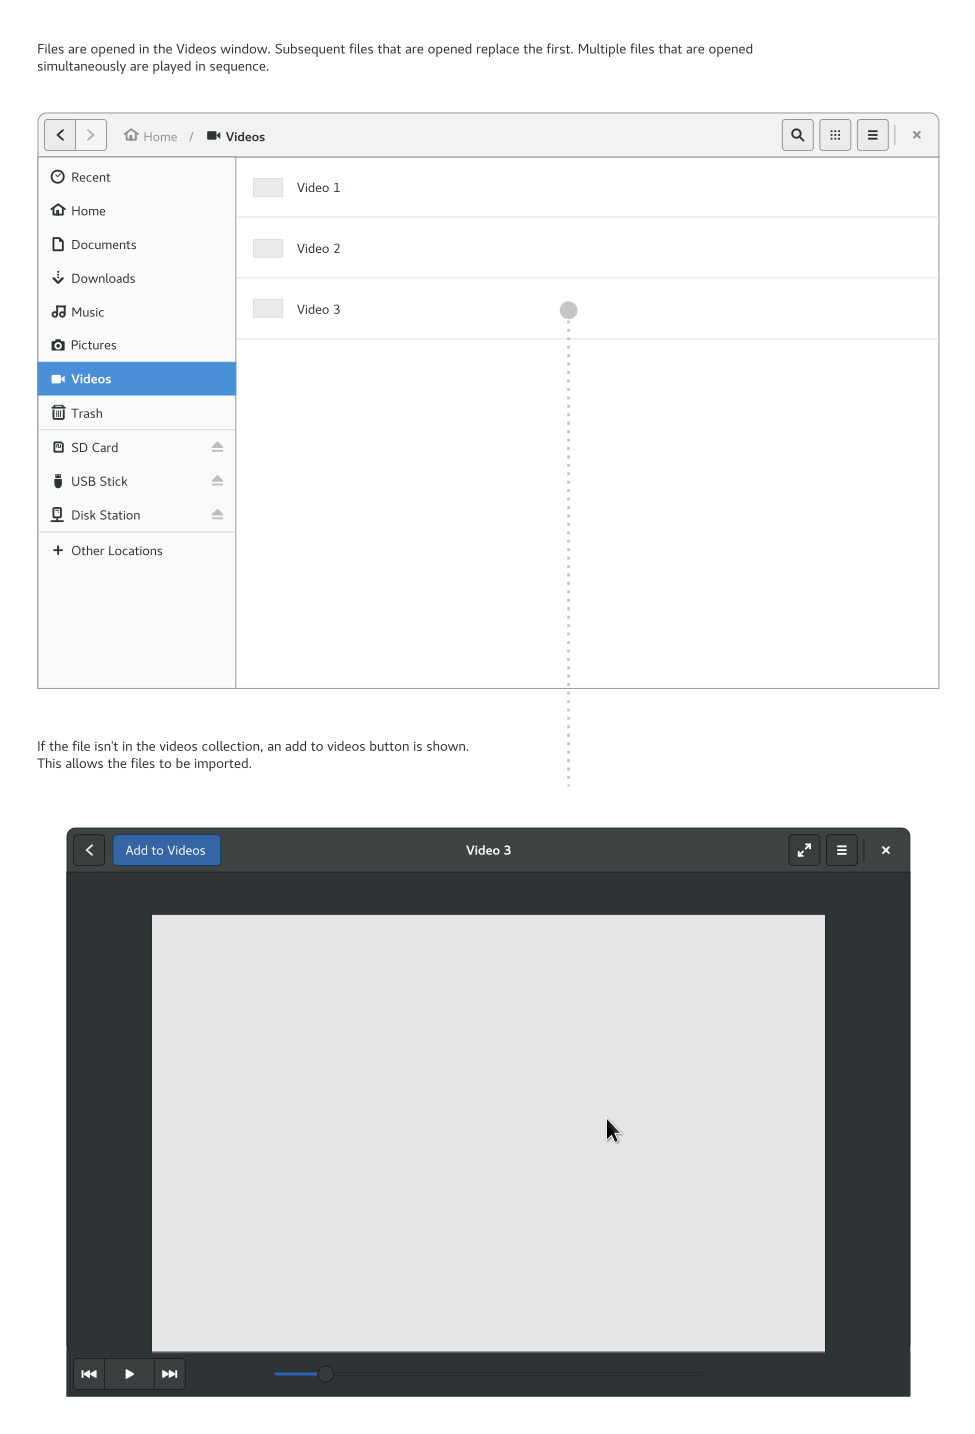 Files are opened in the Videos window. Subsequent files that are opened replace the first. Multiple files that are opened
simultaneously are played in sequence.
Home / Videos
Recent
Home
Documents
Downloads
Music
Pictures
Videos
Trash
SD Card
USB Stick
Disk Station
Other Locations
Video 1
Video 2
Video 3
If the file isn't in the videos collection, an add to videos button is shown.
This allows the files to be imported.
Add to Videos
Video 3